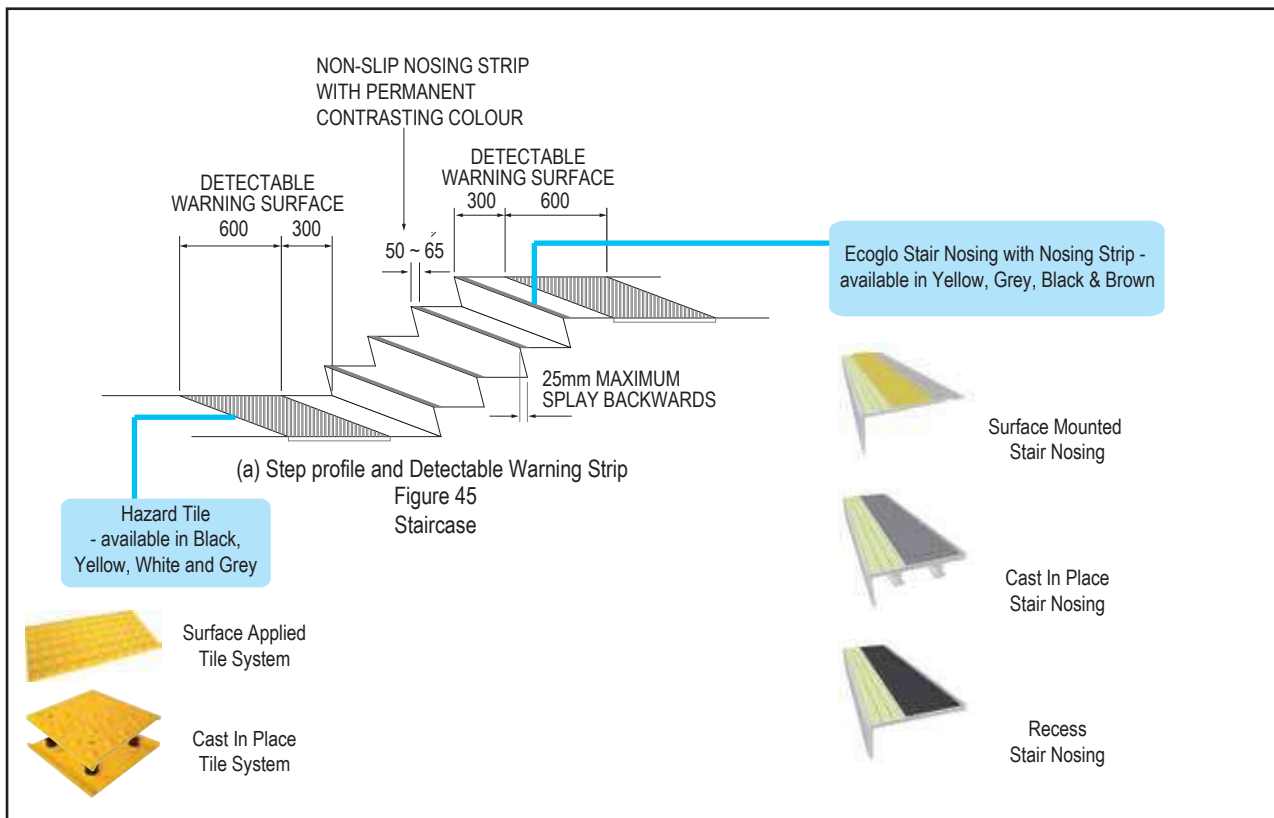 NON-SLIP NOSING STRIP
WITH PERMANENT
CONTRASTING COLOUR
DETECTABLE
WARNING SURFACE
600
300
50 ~ 65
DETECTABLE
WARNING SURFACE
300
600
Ecoglo Stair Nosing with Nosing Strip -
available in Yellow, Grey, Black & Brown
25mm MAXIMUM
SPLAY BACKWARDS
(a) Step profile and Detectable Warning Strip
Figure 45
Staircase
Hazard Tile
- available in Black,
Yellow, White and Grey
Surface Applied
Tile System
Cast In Place
Tile System
Surface Mounted
Stair Nosing
Cast In Place
Stair Nosing
Recess
Stair Nosing